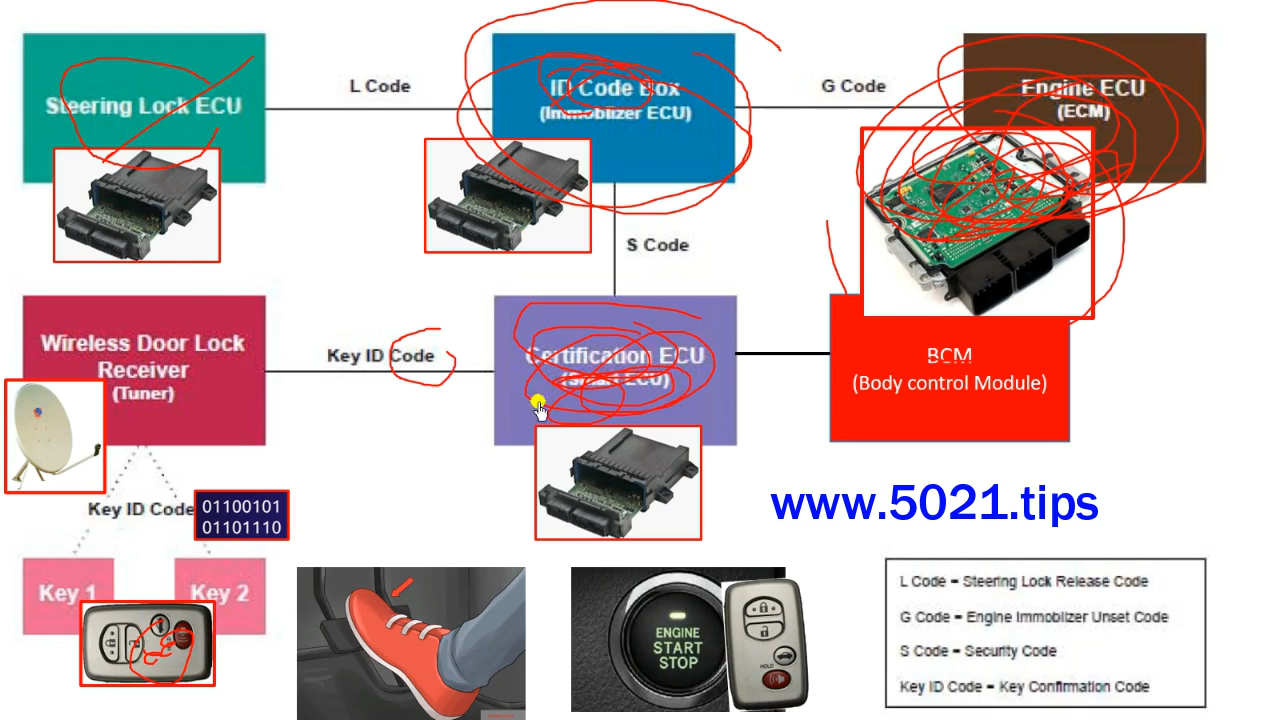 Steering Lock ECU
L Code
ID Code Box
(Immobilizer ECU)
G Code
Engine ECU
(ECM)
S Code
Wireless Door Lock
Receiver
(Tuner)
Key ID Code
Certification ECU
(Smart ECU)
BCM
(Body control Module)
Key ID Code
01100101
01101110
www.5021.tips
Key 1
Key 2
ENGINE
START
STOP
HOLD
L Code = Steering Lock Release Code
G Code = Engine Immobilizer Unset Code
S Code = Security Code
Key ID Code = Key Confirmation Code